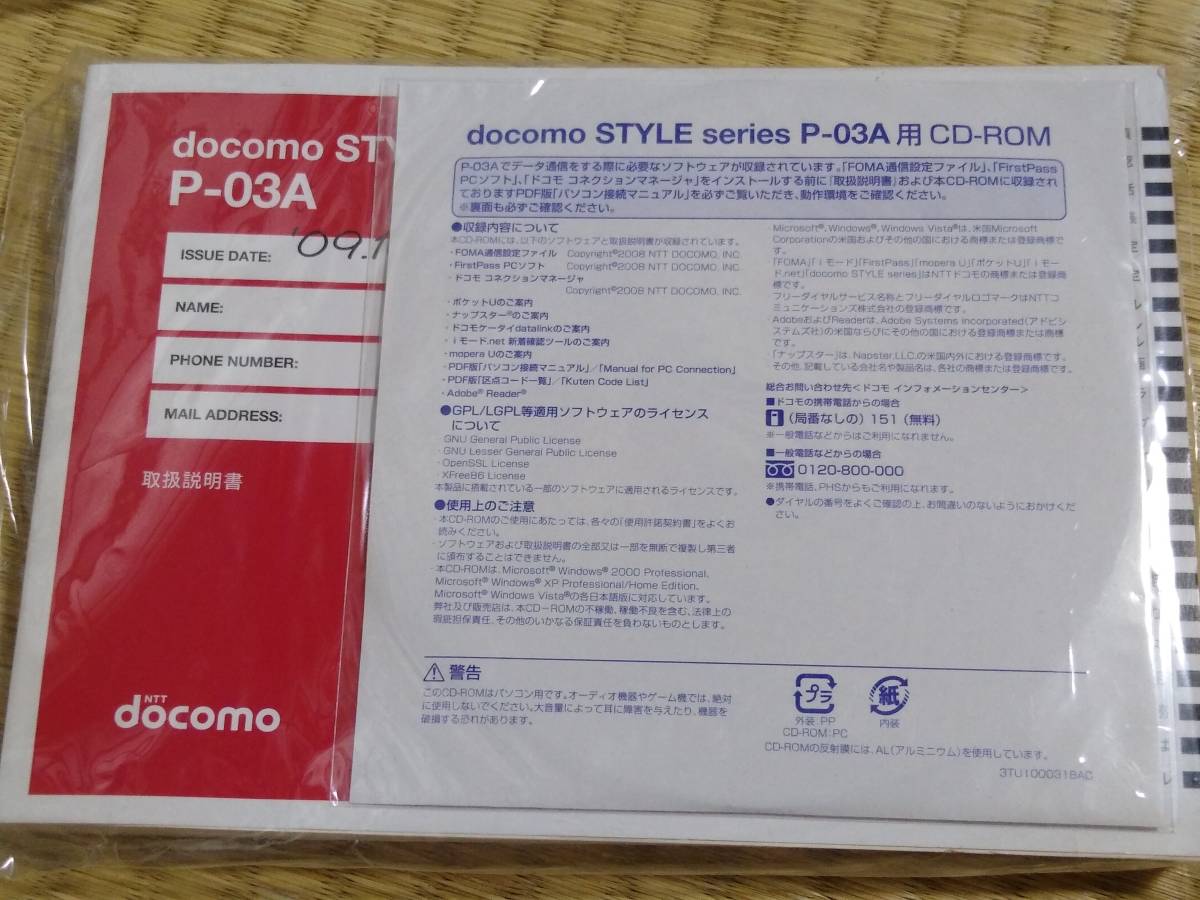 docomo STY
P-03A
ISSUE DATE: '09.1
NAME:
PHONE NUMBER:
MAIL ADDRESS:
取扱説明書
NTT
docomo
docomo STYLE series P-03A 用 CD-ROM
P-03Aでデータ通信をする際に必要なソフトウェアが収録されています。「FOMA通信設定ファイル」、「FirstPass
PCソフト」、「ドコモ コネクションマネージャ」をインストールする前に『取扱説明書』および本CD-ROMに収録され
ておりますPDF版「パソコン接続マニュアル」を必ずご覧いただき、動作環境をご確認ください。
※裏面も必ずご確認ください。
●収録内容について
本CD-ROMには、以下のソフトウェアと取扱説明書が収録されています。
・FOMA通信設定ファイル Copyright©2008 NTT DOCOMO, INC.
・FirstPass PCソフト Copyright©2008 NTT DOCOMO, INC.
・ドコモ コネクションマネージャ
Copyright©2008 NTT DOCOMO, INC.
・ポケットUのご案内
・ナップスター®のご案内
・ドコモケータイdatalinkのご案内
・iモード.net 新着確認ツールのご案内
・mopera Uのご案内
・PDF版「パソコン接続マニュアル」/「Manual for PC Connection」
・PDF版「区点コード一覧」/「Kuten Code List」
・Adobe® Reader®
●GPL/LGPL等適用ソフトウェアのライセンス
について
・GNU General Public License
・GNU Lesser General Public License
・OpenSSL License
・XFree86 License
本製品に搭載されている一部のソフトウェアに適用されるライセンスです。
●使用上のご注意
・本CD-ROMのご使用にあたっては、各々の「使用許諾契約書」をよくお
読みください。
・ソフトウェアおよび取扱説明書の全部又は一部を無断で複製し第三者
に頒布することはできません。
・本CD-ROMは、Microsoft® Windows® 2000 Professional,
Microsoft® Windows® XP Professional/Home Edition,
Microsoft® Windows Vista®の各日本語版に対応しています。
弊社及び販売店は、本CD-ROMの不稼動、稼働不良を含む、法律上の
瑕疵担保責任、その他のいかなる保証責任を負わないものとします。
・Microsoft®, Windows®, Windows Vista®は、米国Microsoft
Corporationの米国およびその他の国における商標または登録商標で
す。
・「FOMA」「iモード」「FirstPass」「mopera U」「ポケットU」「iモー
ド.net」「docomo STYLE series」はNTTドコモの商標または登録商
標です。
・フリーダイヤルサービス名称とフリーダイヤルロゴマークはNTTコ
ミュニケーションズ株式会社の登録商標です。
・AdobeおよびReaderは、Adobe Systems Incorporated(アドビシ
ステムズ社)の米国ならびにその他の国における登録商標または商標
です。
・「ナップスター」は、Napster,LLC.の米国内外における登録商標です。
その他、記載している会社名や製品名は、各社の商標または登録商標です。
総合お問い合わせ先<ドコモ インフォメーションセンター>
■ドコモの携帯電話からの場合
(局番なしの) 151 (無料)
※一般電話などからはご利用になれません。
■一般電話などからの場合
0120-800-000
※携帯電話、PHSからもご利用になれます。
●ダイヤルの番号をよくご確認の上、お間違いのないようにおかけくだ
さい。
警告
このCD-ROMはパソコン用です。オーディオ機器やゲーム機では、絶対
に使用しないでください。大音量によって耳に障害を与えたり、機器を
破損する恐れがあります。
プラ
外装:PP
CD-ROM:PC
紙
内装
CD-ROMの反射膜には、AL(アルミニウム)を使用しています。
3TU100031BAC